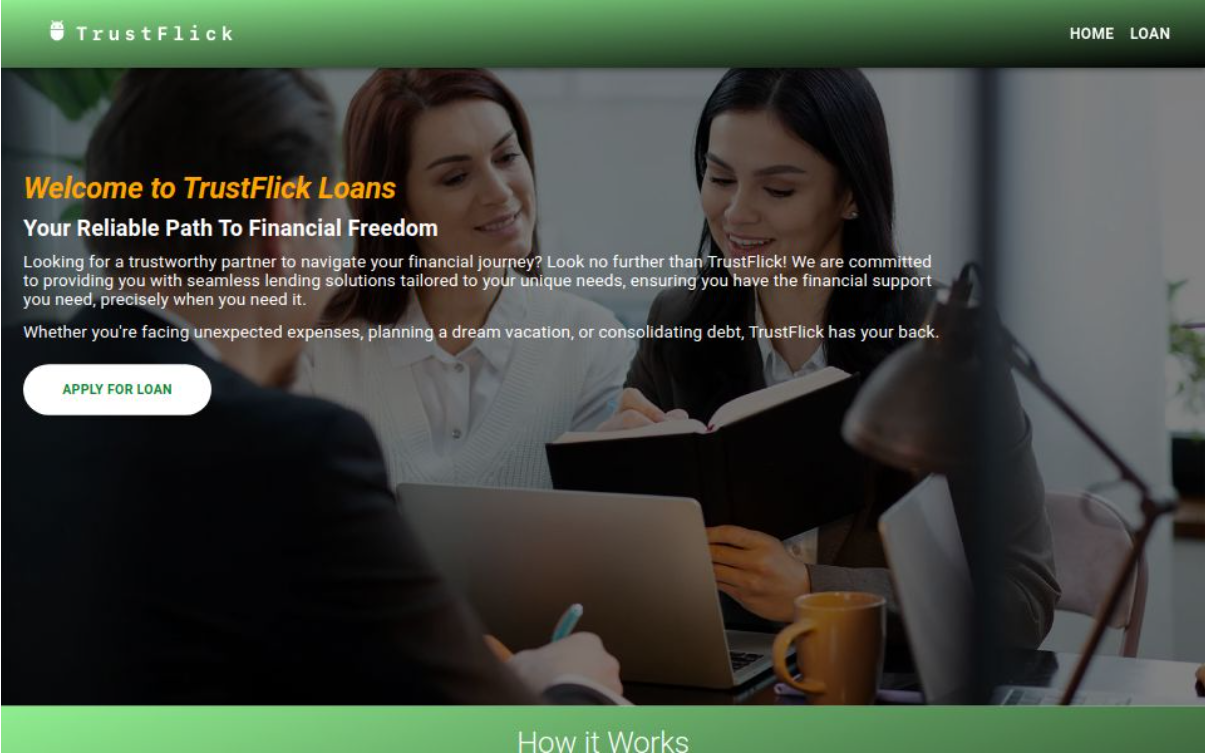 TrustFlick
HOME LOAN
Welcome to TrustFlick Loans
Your Reliable Path To Financial Freedom
Looking for a trustworthy partner to navigate your financial journey? Look no further than TrustFlick! We are committed
to providing you with seamless lending solutions tailored to your unique needs, ensuring you have the financial support
you need, precisely when you need it.
Whether you're facing unexpected expenses, planning a dream vacation, or consolidating debt, TrustFlick has your back.
APPLY FOR LOAN
How it Works